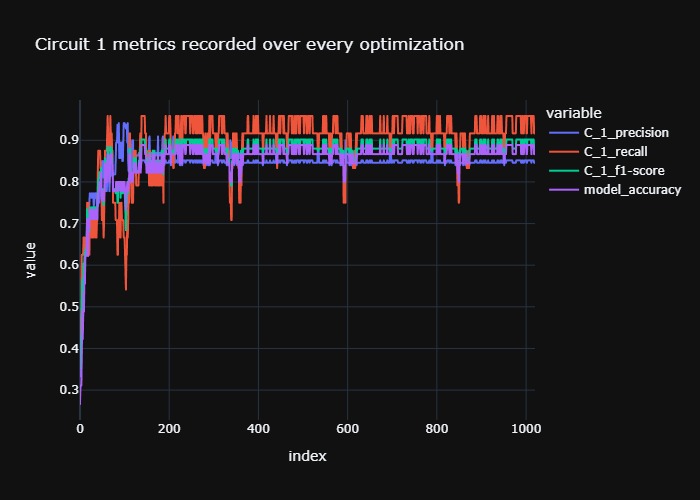 Circuit 1 metrics recorded over every optimization
variable
C_1_precision
C_1_recall
C_1_f1-score
model_accuracy
value
0.9
0.8
0.7
0.6
0.5
0.4
0.3
0 200 400 600 800 1000
index